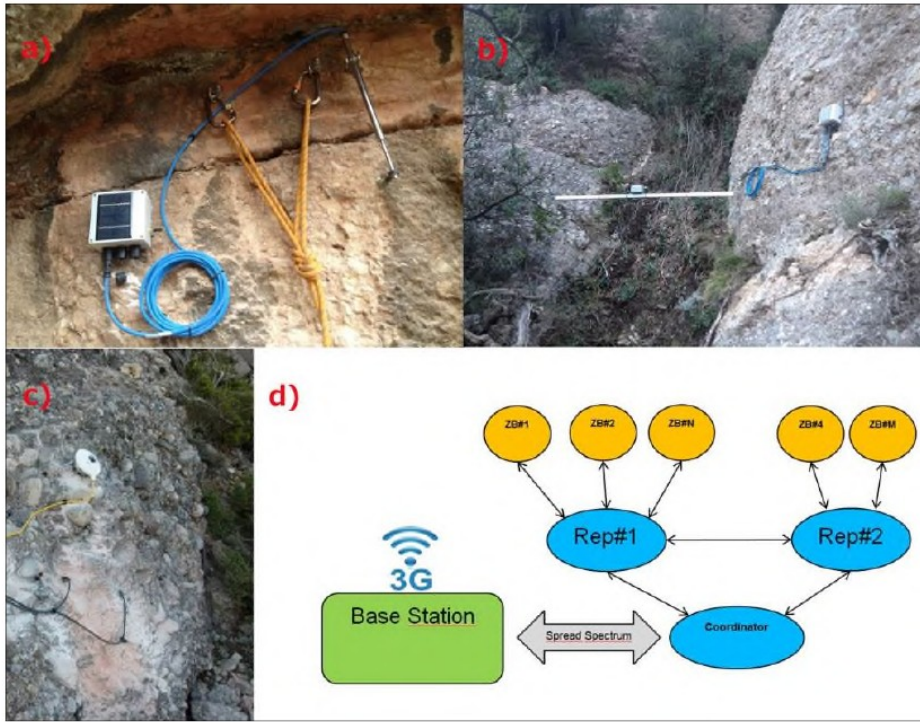 a)
b)
c)
d)
ZB#1
ZB#2
ZB#N
ZB#4
ZB#M
Rep#1
Rep#2
3G
Base Station
Spread Spectrum
Coordinator